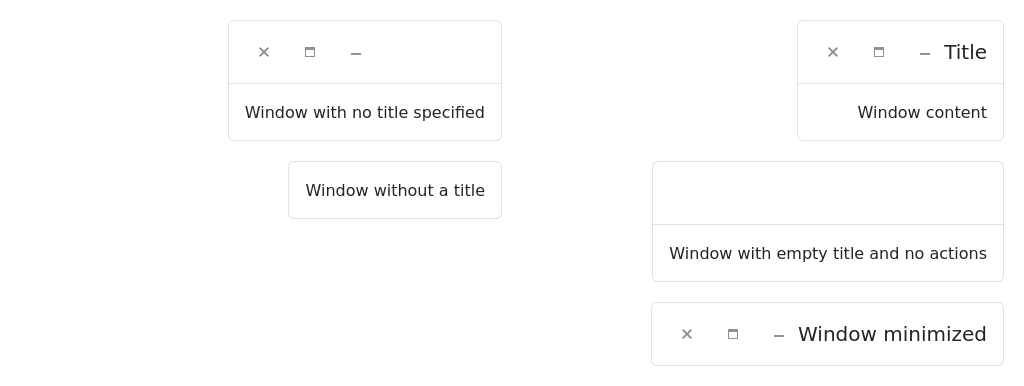 Title
Window with no title specified
Window content
Window without a title
Window with empty title and no actions
Window minimized